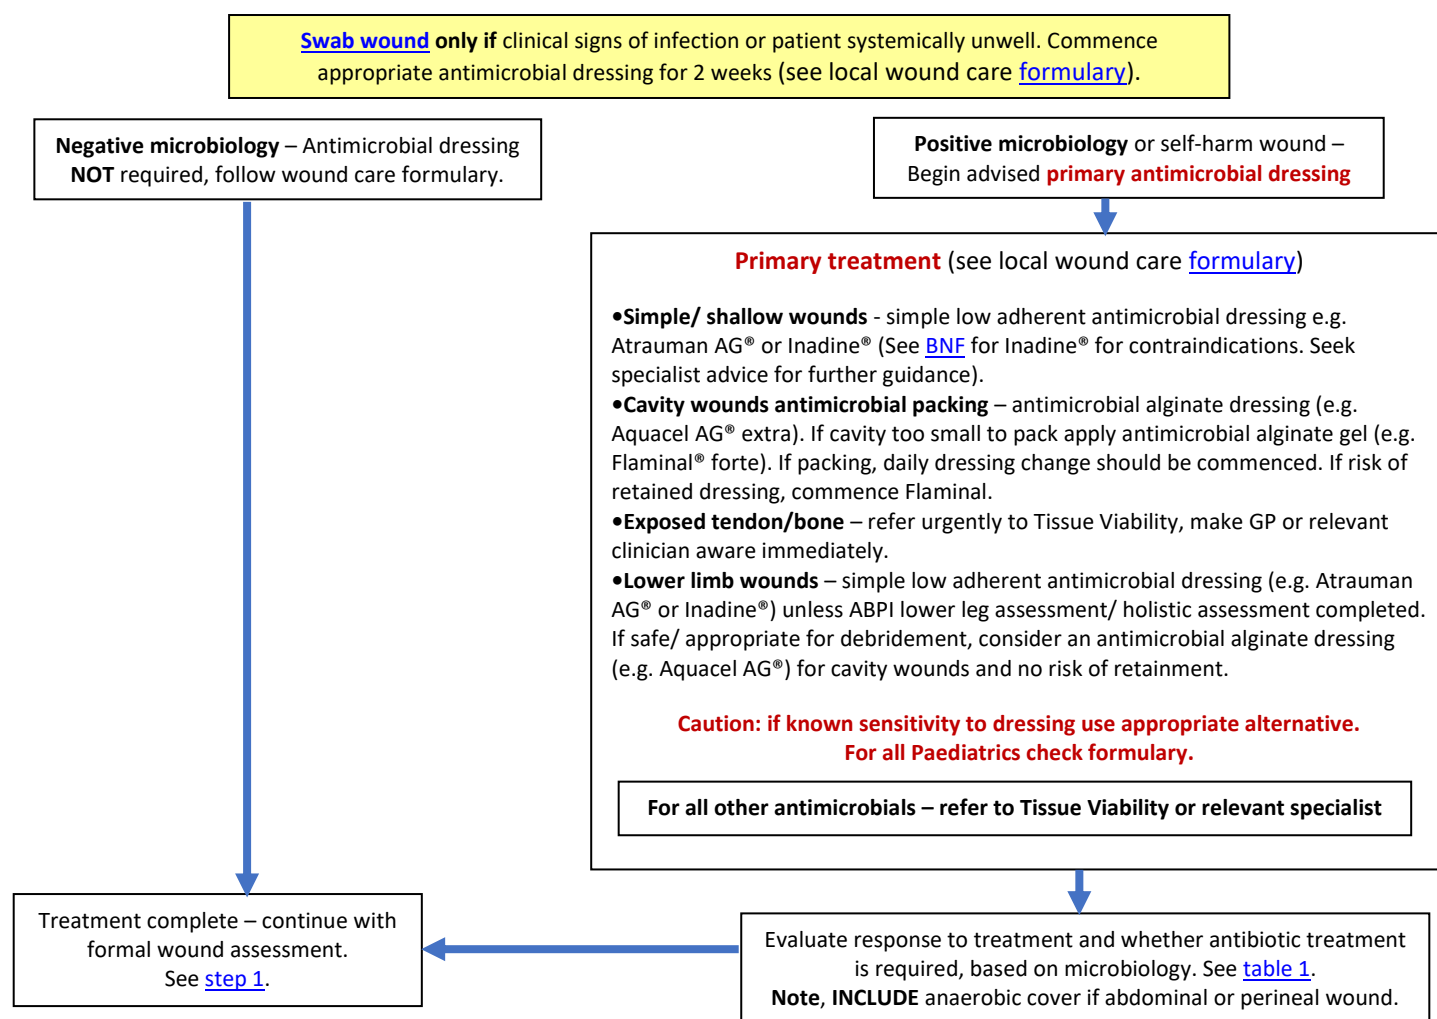 Swab wound only if clinical signs of infection or patient systemically unwell. Commence
appropriate antimicrobial dressing for 2 weeks (see local wound care formulary).
Negative microbiology – Antimicrobial dressing
NOT required, follow wound care formulary.
Positive microbiology or self-harm wound –
Begin advised primary antimicrobial dressing
Primary treatment (see local wound care formulary)
•Simple/ shallow wounds - simple low adherent antimicrobial dressing e.g.
Atrauman AG® or Inadine® (See BNF for Inadine® for contraindications. Seek
specialist advice for further guidance).
•Cavity wounds antimicrobial packing – antimicrobial alginate dressing (e.g.
Aquacel AG® extra). If cavity too small to pack apply antimicrobial alginate gel (e.g.
Flaminal® forte). If packing, daily dressing change should be commenced. If risk of
retained dressing, commence Flaminal.
•Exposed tendon/bone – refer urgently to Tissue Viability, make GP or relevant
clinician aware immediately.
•Lower limb wounds – simple low adherent antimicrobial dressing (e.g. Atrauman
AG® or Inadine®) unless ABPI lower leg assessment/ holistic assessment completed.
If safe/ appropriate for debridement, consider an antimicrobial alginate dressing
(e.g. Aquacel AG®) for cavity wounds and no risk of retainment.
Caution: if known sensitivity to dressing use appropriate alternative.
For all Paediatrics check formulary.
For all other antimicrobials – refer to Tissue Viability or relevant specialist
Treatment complete – continue with
formal wound assessment.
See step 1.
Evaluate response to treatment and whether antibiotic treatment
is required, based on microbiology. See table 1.
Note, INCLUDE anaerobic cover if abdominal or perineal wound.